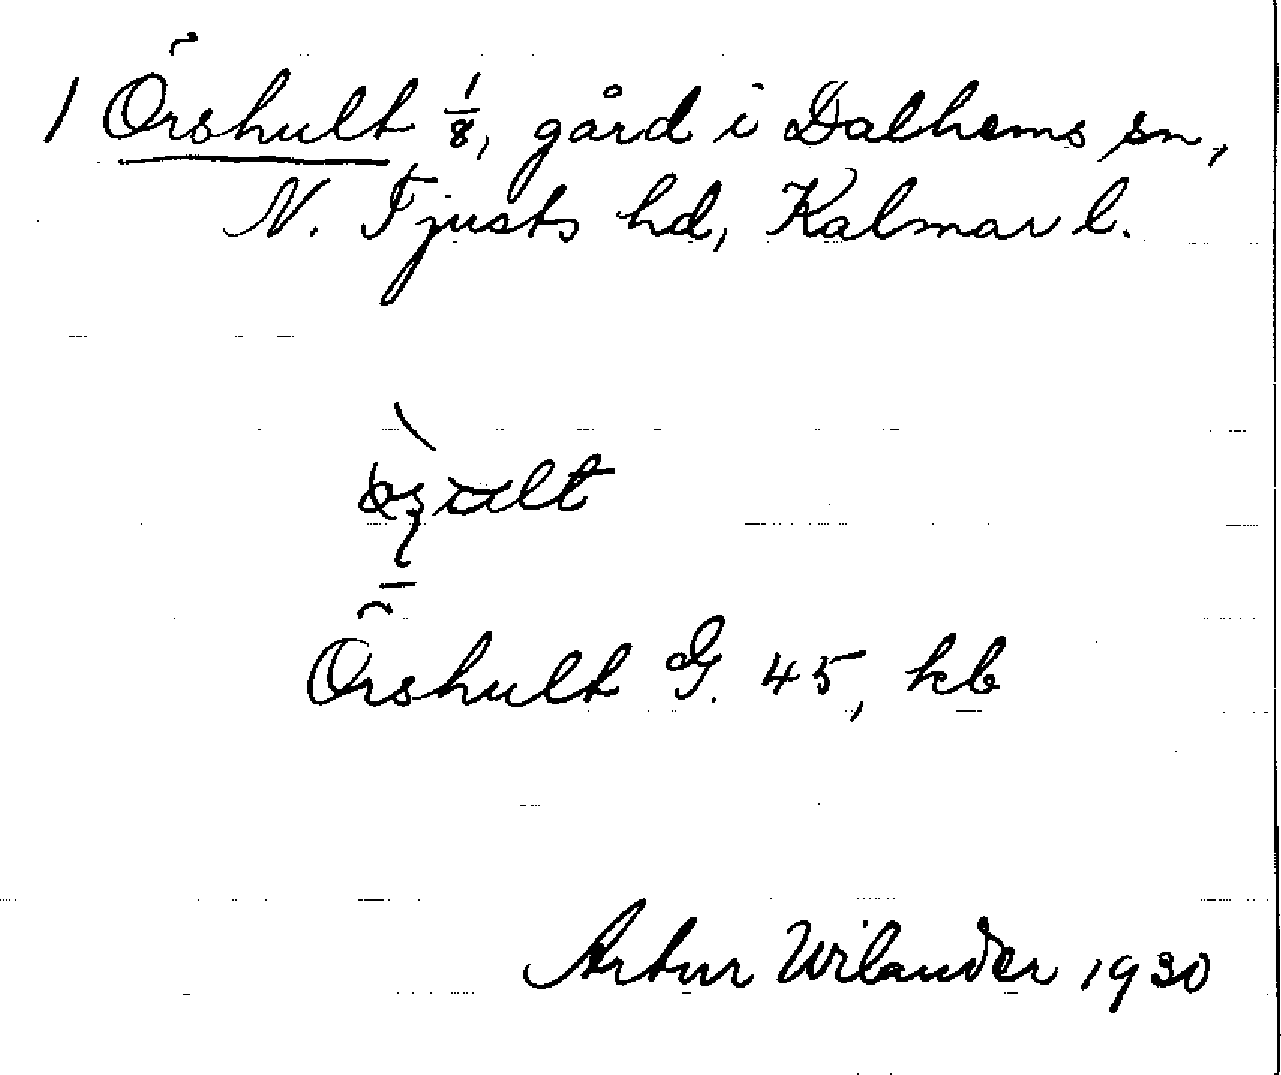 1 Örshult 1/8, gård i Dalhems sn,
N. Tjusts hd, Kalmar l.
Örshult G. 45, kb
Artur Wilander 1930